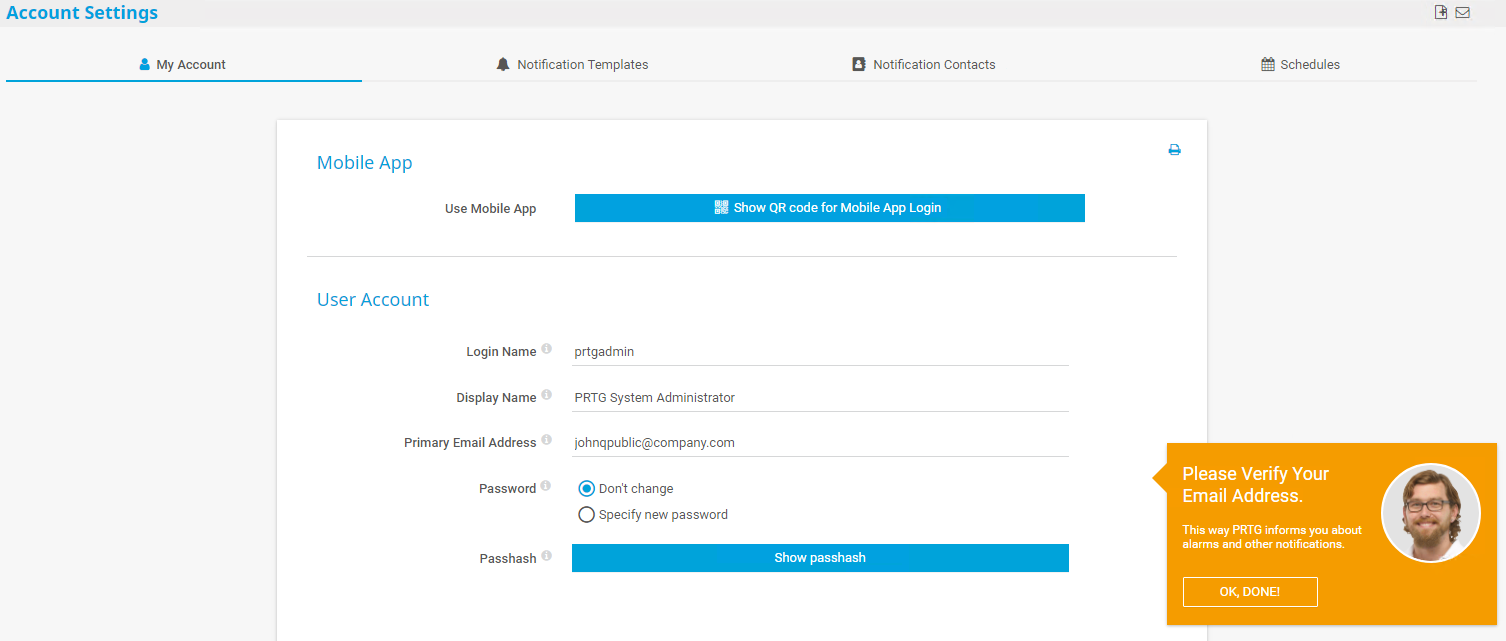 Account Settings
My Account
Notification Templates
Notification Contacts
Schedules
Mobile App
Use Mobile App
Show QR code for Mobile App Login
User Account
Login Name
prtgadmin
Display Name
PRTG System Administrator
Primary Email Address
johnqpublic@company.com
Password
Don't change
Specify new password
Passhash
Show passhash
Please Verify Your
Email Address.
This way PRTG informs you about
alarms and other notifications.
OK, DONE!